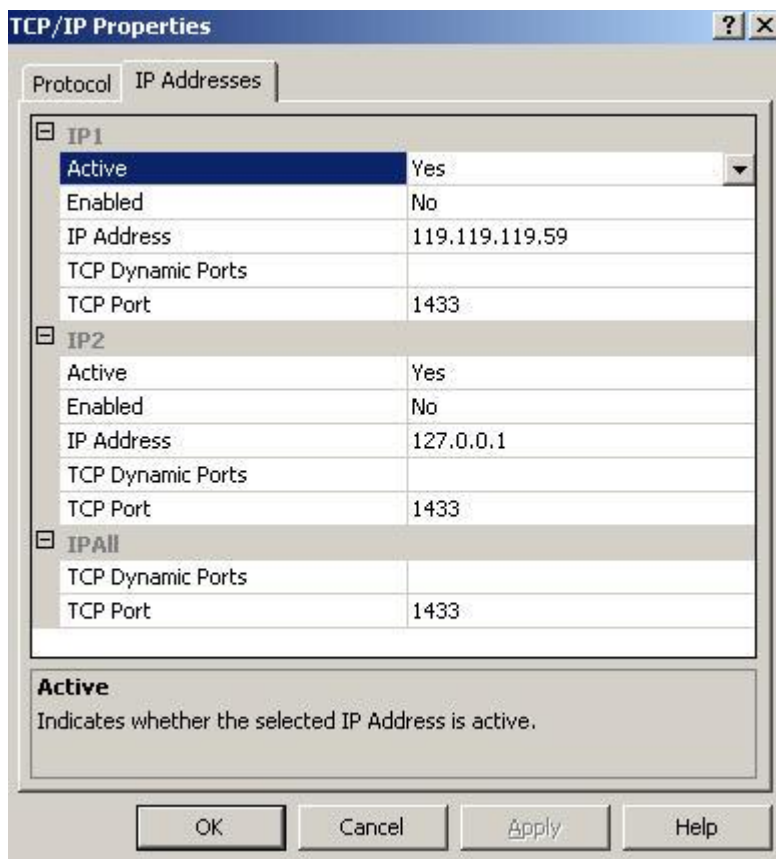 TCP/IP Properties
Protocol IP Addresses
IP1
Active Yes
Enabled No
IP Address 119.119.119.59
TCP Dynamic Ports
TCP Port 1433
IP2
Active Yes
Enabled No
IP Address 127.0.0.1
TCP Dynamic Ports
TCP Port 1433
IPAll
TCP Dynamic Ports
TCP Port 1433
Active
Indicates whether the selected IP Address is active.
OK Cancel Apply Help